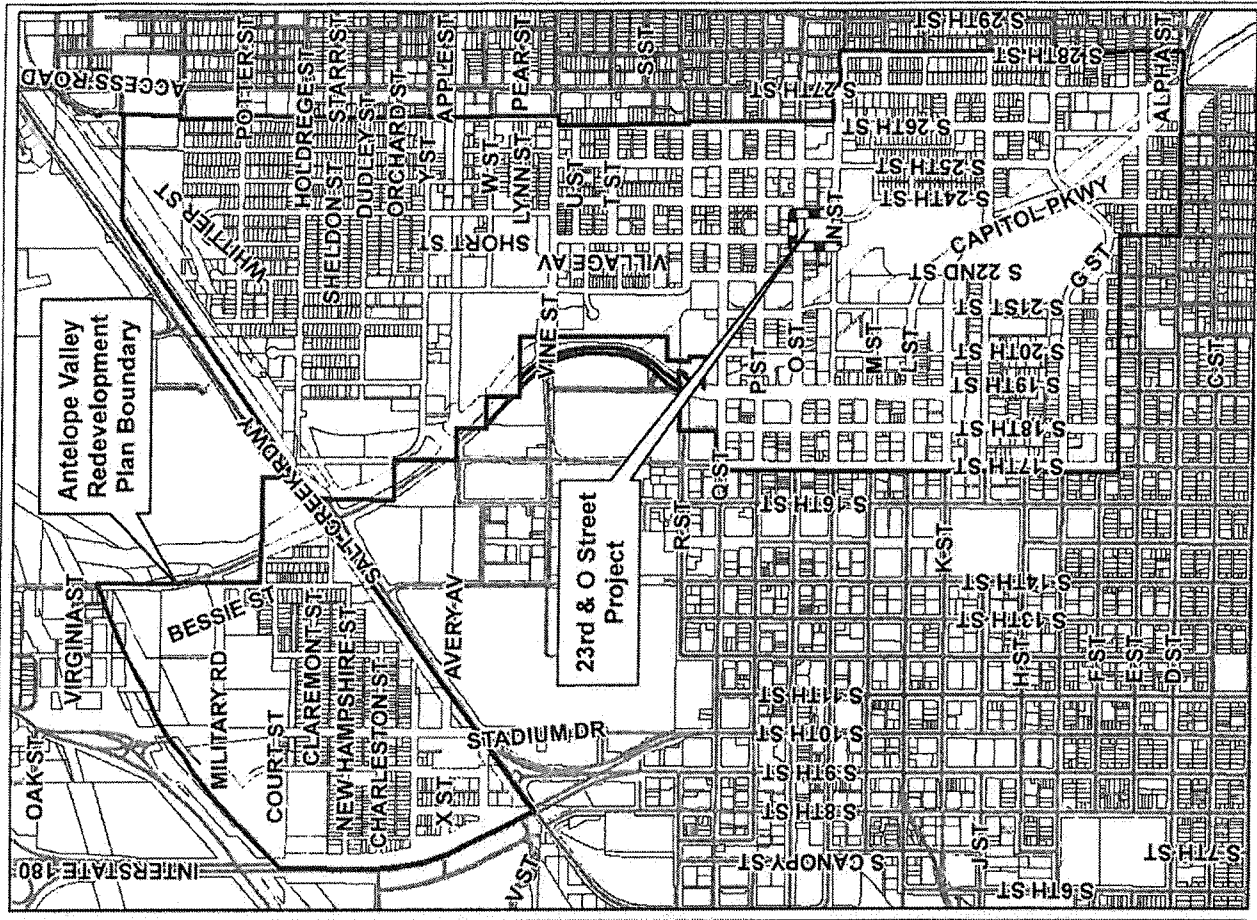 Antelope Valley
Redevelopment
Plan Boundary
23rd & O Street
Project
OAK ST
VIRGINIA ST
ACCESS ROAD
POTTER ST
WHITTIER ST
HOLDREGE ST
STARR ST
SHELDON ST
DUDLEY ST
ORCHARD ST
Y ST
APPLE ST
W ST
LYNN ST
PEAR ST
SHORT ST
VILLAGE AV
U ST
T ST
S ST
VINE ST
BESSIE ST
MILITARY RD
COURT ST
CLAREMONT ST
NEW HAMPSHIRE ST
CHARLESTON ST
SALT CREEK RDWY
AVERY AV
X ST
STADIUM DR
INTERSTATE 180
V ST
R ST
Q ST
P ST
O ST
N ST
M ST
L ST
K ST
J ST
H ST
G ST
F ST
E ST
D ST
C ST
CAPITOL PKWY
ALPHA ST
S 29TH ST
S 28TH ST
S 27TH ST
S 26TH ST
S 25TH ST
S 24TH ST
S 22ND ST
S 21ST ST
S 20TH ST
S 19TH ST
S 18TH ST
S 17TH ST
S 16TH ST
S 14TH ST
S 13TH ST
S 11TH ST
S 10TH ST
S 9TH ST
S 8TH ST
S CANOPY ST
S 7TH ST
S 6TH ST